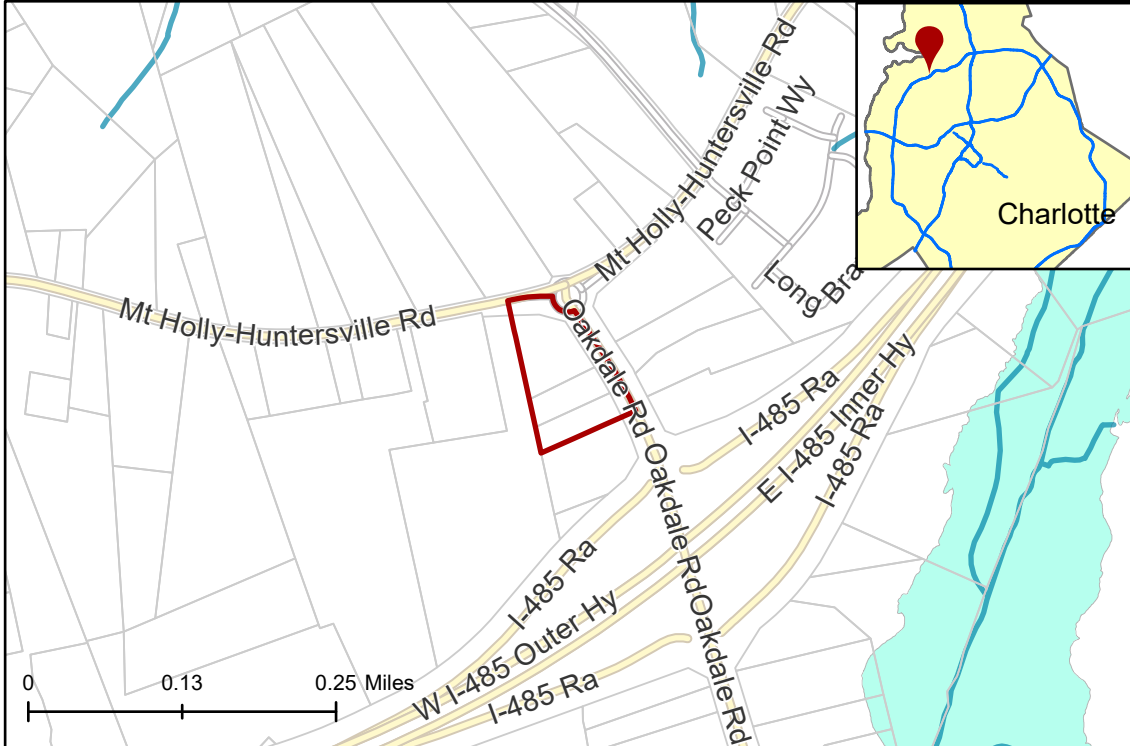 Mt Holly-Huntersville Rd
Peck Point Wy
Charlotte
Long Bra
Mt Holly-Huntersville Rd
Oakdale Rd
I-485 Ra
E I-485 Inner Hy
I-485 Ra
Oakdale Rd
I-485 Ra
W I-485 Outer Hy
Oakdale Rd
I-485 Ra
0 0.13 0.25 Miles